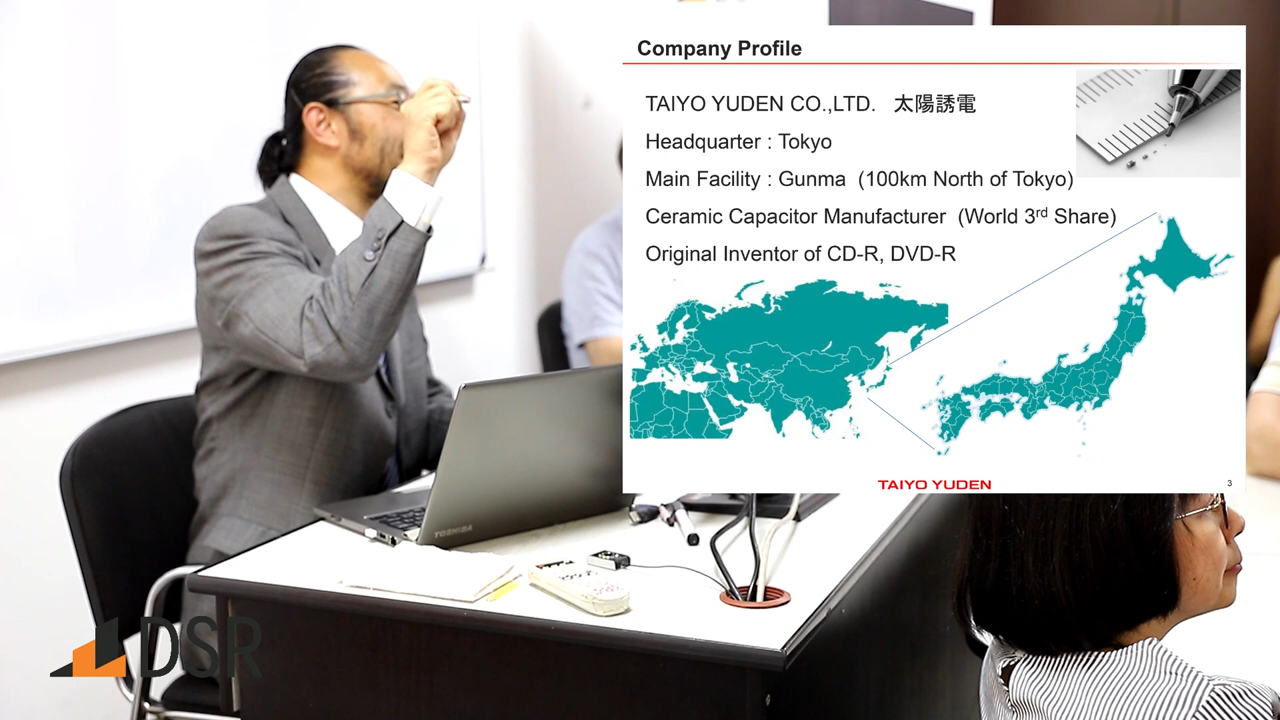 Company Profile
TAIYO YUDEN CO.,LTD. 太陽誘電
Headquarter : Tokyo
Main Facility : Gunma (100km North of Tokyo)
Ceramic Capacitor Manufacturer (World 3rd Share)
Original Inventor of CD-R, DVD-R
TAIYO YUDEN
3
TOSHIBA
DSR